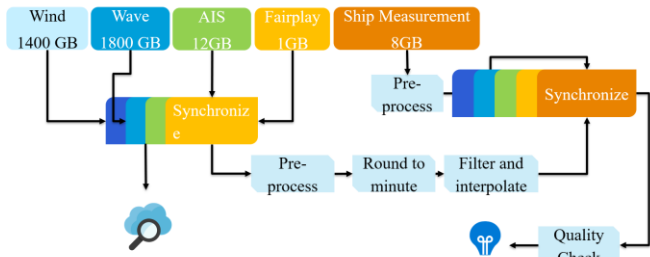 Wind
1400 GB
Wave
1800 GB
AIS
12GB
Fairplay
1GB
Ship Measurement
8GB
Pre-
process
Synchronize
Synchroniz
e
Pre-
process
Round to
minute
Filter and
interpolate
Quality
Check